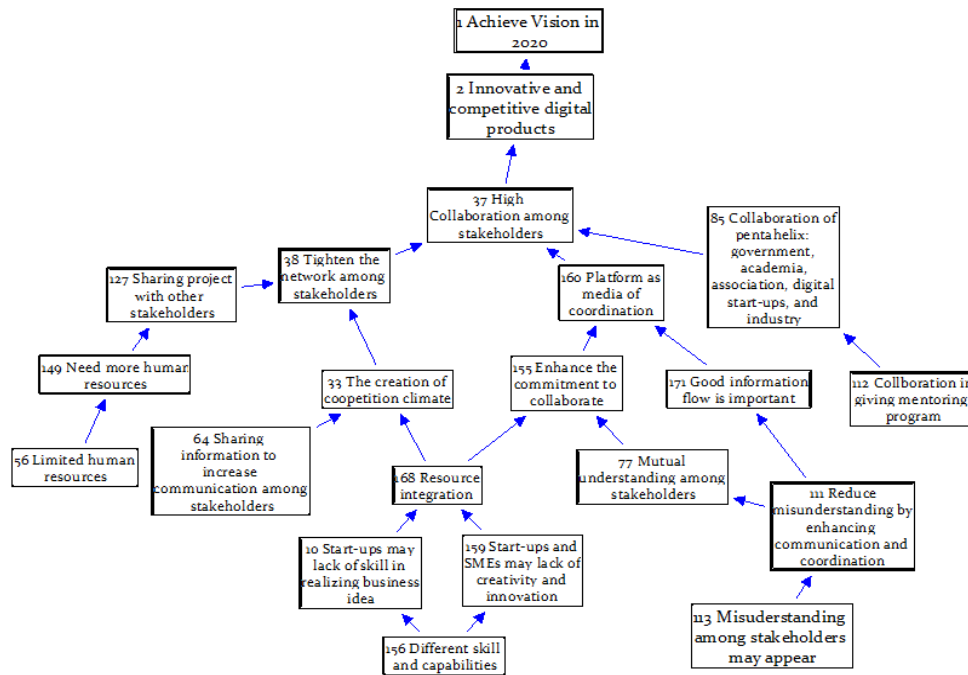 1 Achieve Vision in
2020
2 Innovative and
competitive digital
products
37 High
Collaboration among
stakeholders
85 Collaboration of
pentahelix:
government,
academia,
association, digital
start-ups, and
industry
38 Tighten the
network among
stakeholders
127 Sharing project
with other
stakeholders
160 Platform as
media of
coordination
149 Need more human
resources
33 The creation of
coopetition climate
155 Enhance the
commitment to
collaborate
171 Good information
flow is important
112 Collboration in
giving mentoring
program
56 Limited human
resources
64 Sharing
information to
increase
communication among
stakeholders
168 Resource
integration
77 Mutual
understanding among
stakeholders
111 Reduce
misunderstanding by
enhancing
communication and
coordination
10 Start-ups may
lack of skill in
realizing business
idea
159 Start-ups and
SMEs may lack of
creativity and
innovation
113 Misuderstanding
among stakeholders
may appear
156 Different skill
and capabilities